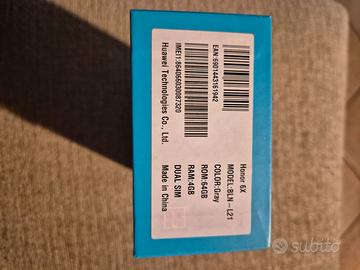 Honor 6X
MODEL:BLN-L21
COLOR:Gray
ROM:64GB
RAM:4GB
DUAL SIM
Made in China
EAN:6901443161942
IMEI1:864066030087320
Huawei Technologies Co., Ltd.
subito